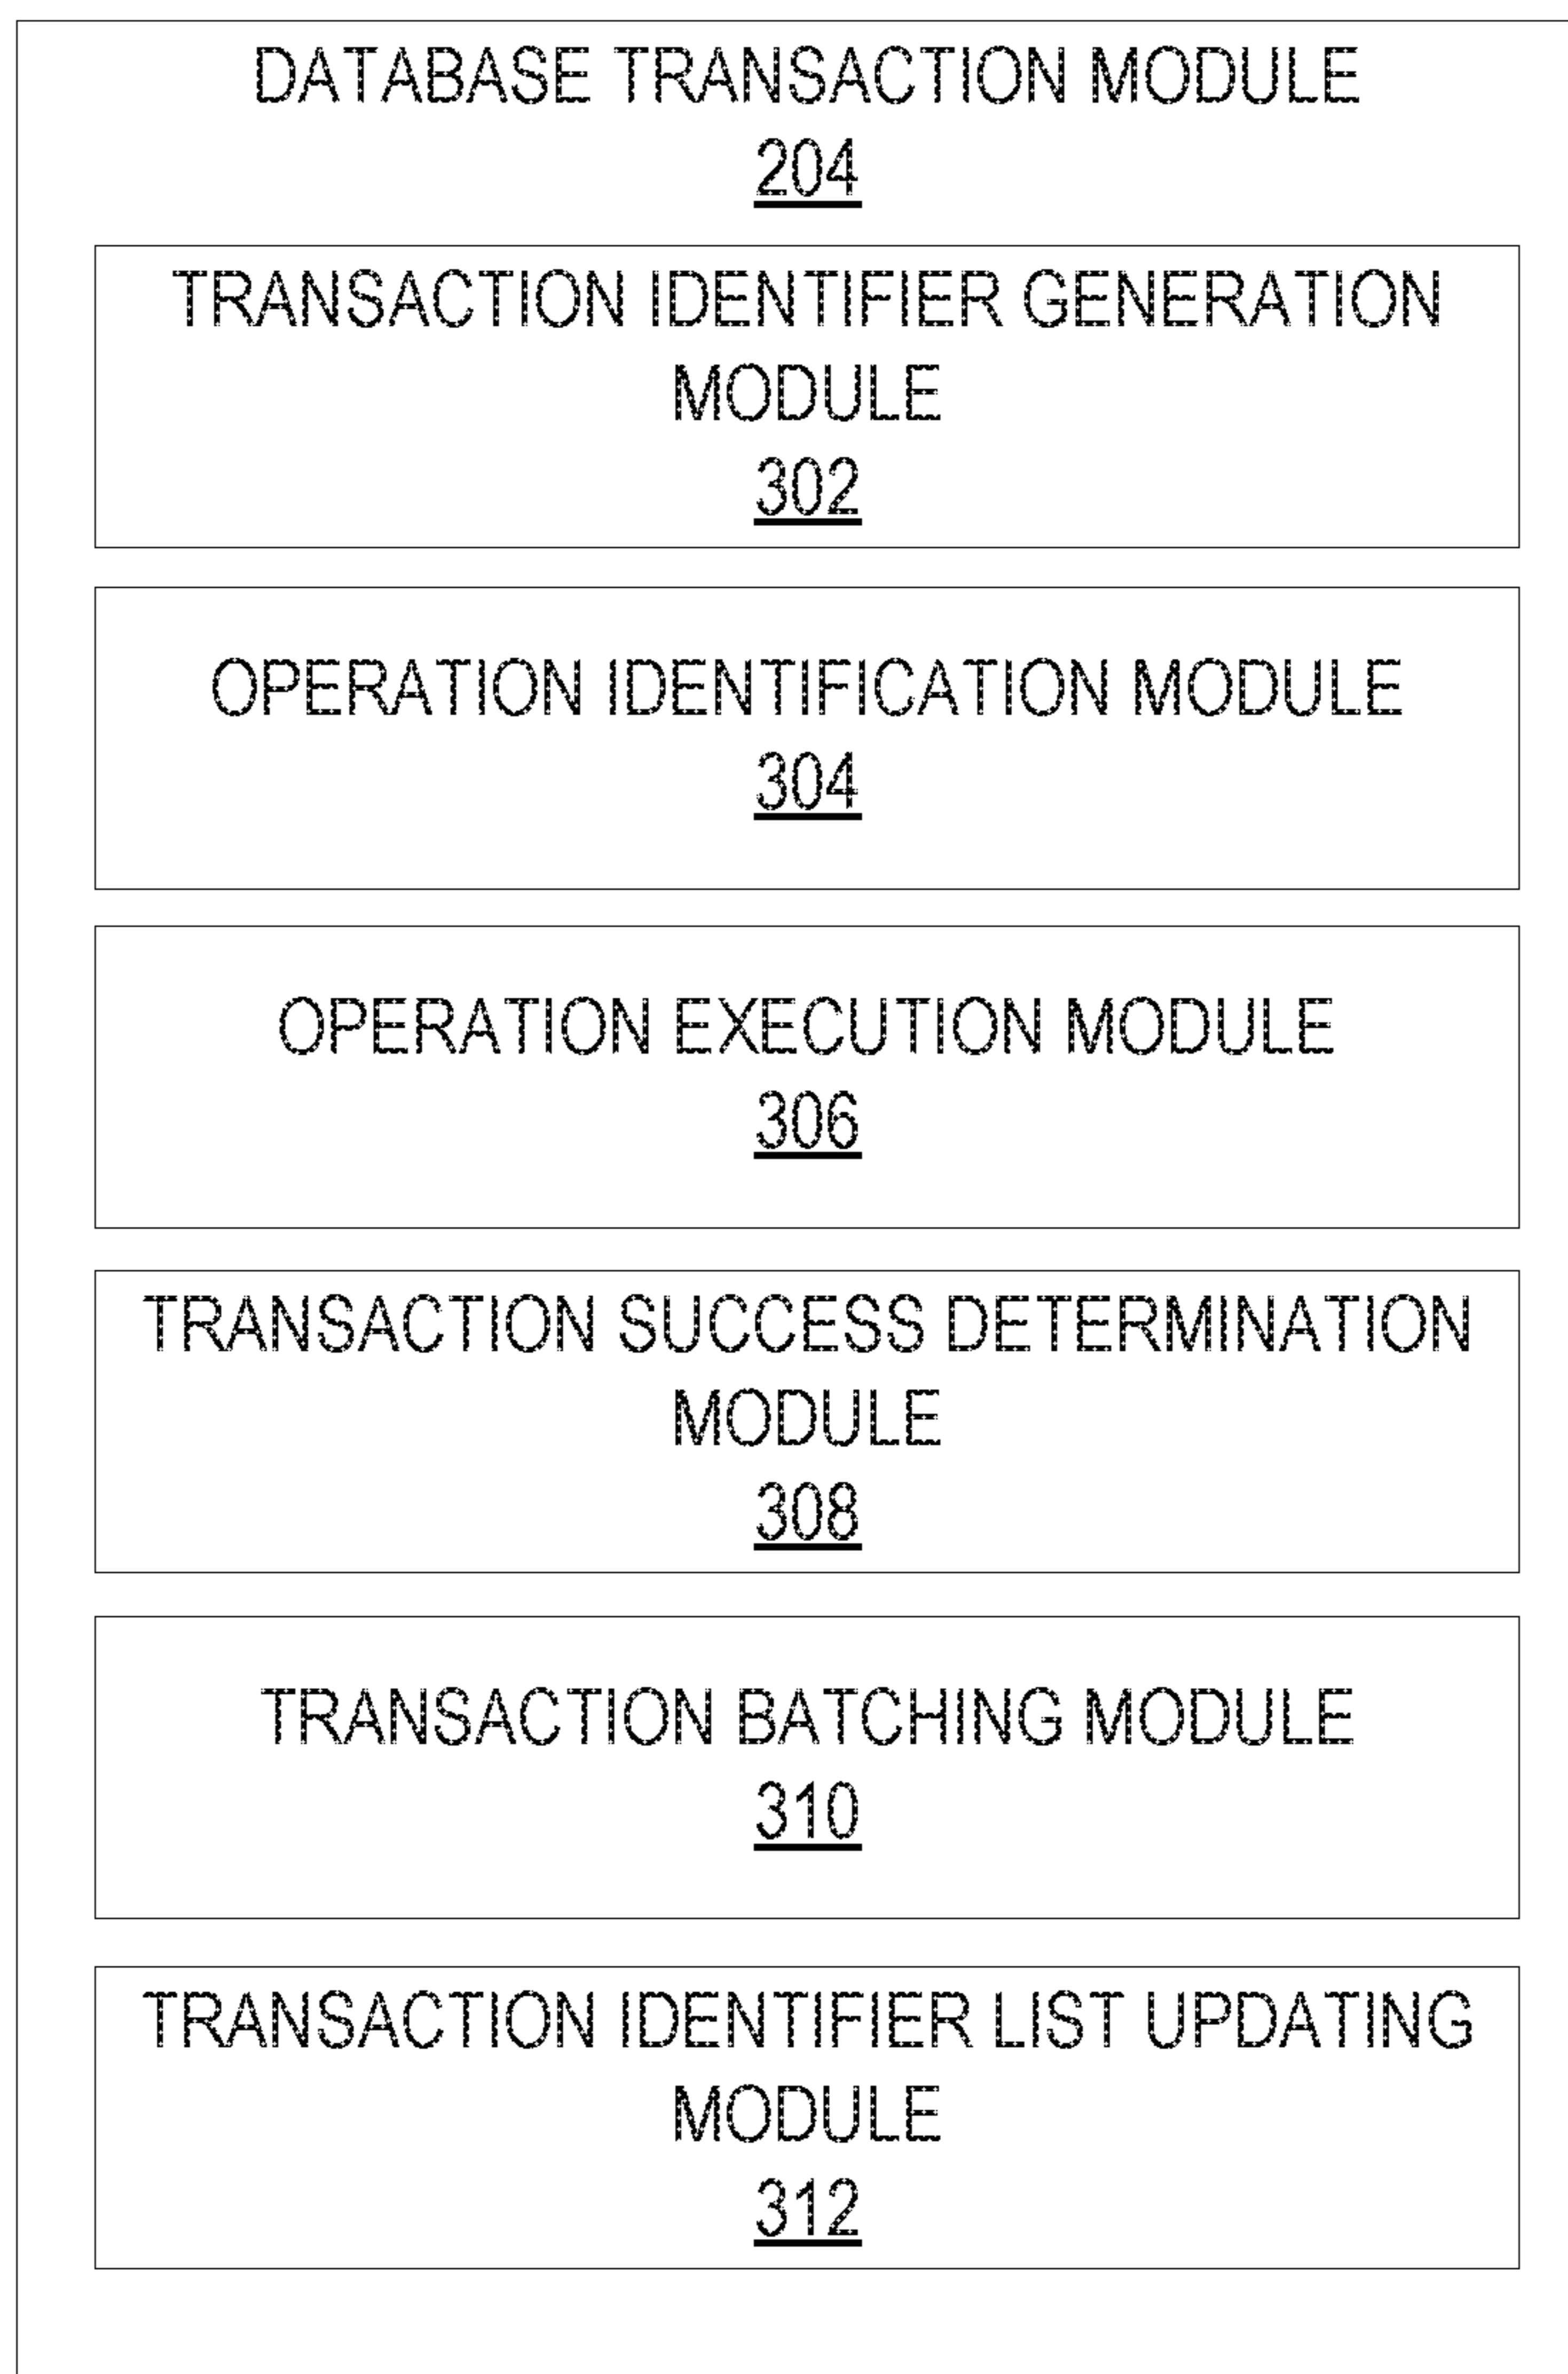 DATABASE TRANSACTION MODULE
204
TRANSACTION IDENTIFIER GENERATION
MODULE
302
OPERATION IDENTIFICATION MODULE
304
OPERATION EXECUTION MODULE
306
TRANSACTION SUCCESS DETERMINATION
MODULE
308
TRANSACTION BATCHING MODULE
310
TRANSACTION IDENTIFIER LIST UPDATING
MODULE
312